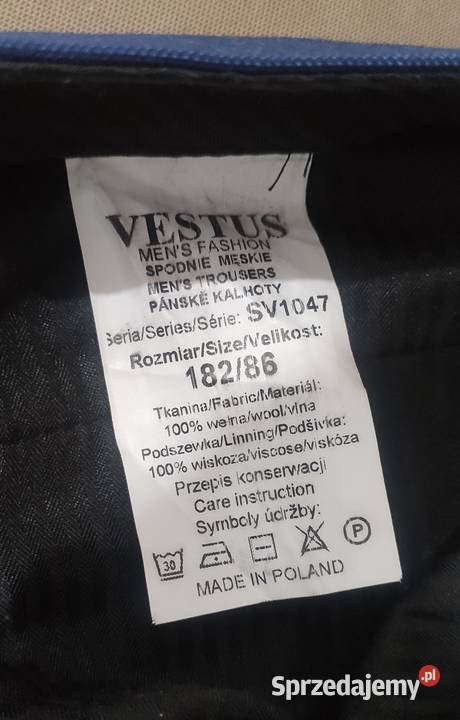 VESTUS
MEN'S FASHION
SPODNIE MĘSKIE
MEN'S TROUSERS
PÁNSKÉ KALHOTY
Seria/Series/Série: SV1047
Rozmiar/Size/Velikost:
182/86
Tkanina/Fabric/Materiál:
100% wełna/wool/vlna
Podszewka/Linning/Podšívka:
100% wiskoza/viscose/viskóza
Przepis konserwacji
Care instruction
Symboly údržby:
30
P
MADE IN POLAND
Sprzedajemy.pl